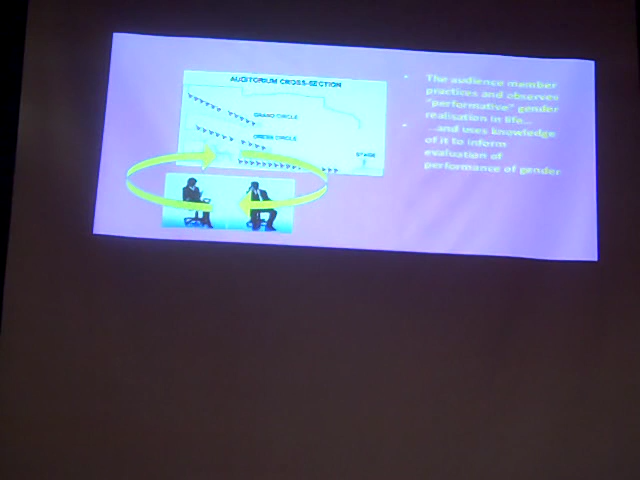 AUDITORIUM CROSS-SECTION
GRAND CIRCLE
DRESS CIRCLE
STAGE
The audience member
practices and observes
"performative" gender
realisation in life...
...and uses knowledge
of it to inform
evaluation of
performance of gender